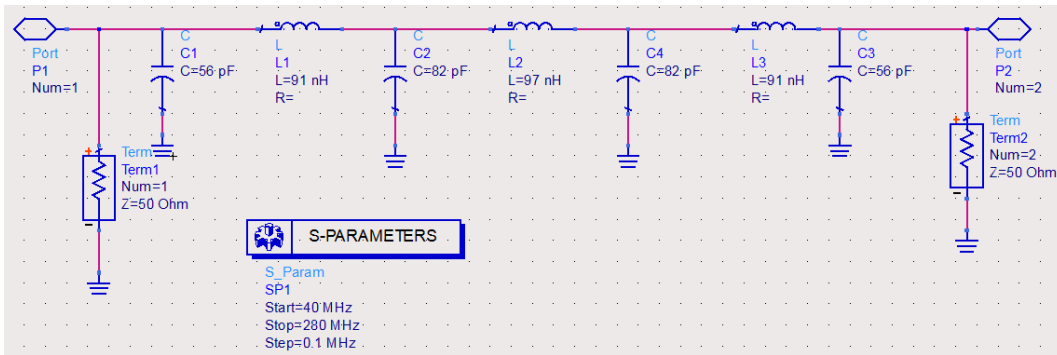 Port
P1
Num=1
C
C1
C=56 pF
L
L1
L=91 nH
R=
C
C2
C=82 pF
L
L2
L=97 nH
R=
C
C4
C=82 pF
L
L3
L=91 nH
R=
C
C3
C=56 pF
Port
P2
Num=2
Term
Term1
Num=1
Z=50 Ohm
Term
Term2
Num=2
Z=50 Ohm
S-PARAMETERS
S_Param
SP1
Start=40 MHz
Stop=280 MHz
Step=0.1 MHz